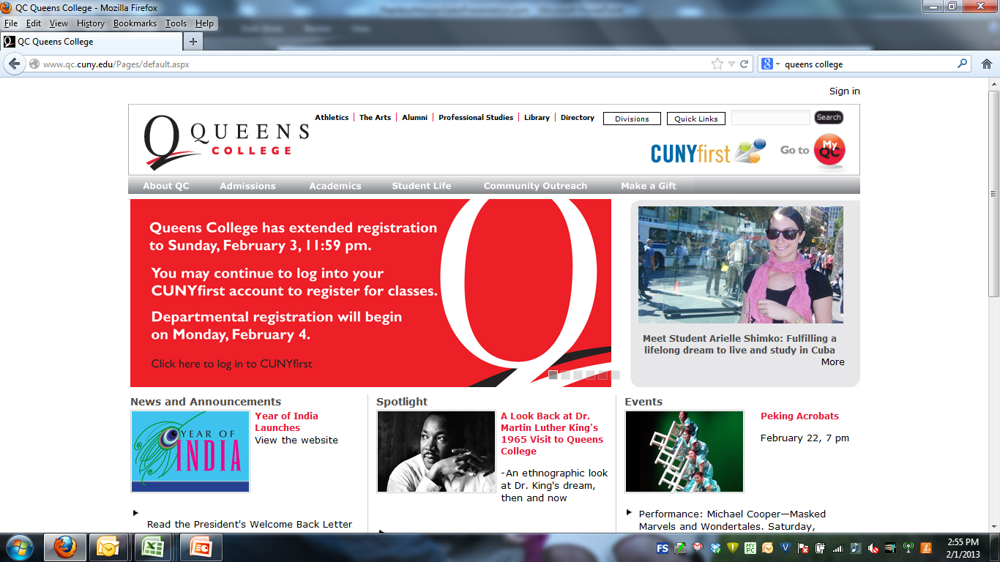 QC Queens College - Mozilla Firefox
File Edit View History Bookmarks Tools Help
QC Queens College
www.qc.cuny.edu/Pages/default.aspx
queens college
Sign in
Athletics The Arts Alumni Professional Studies Library Directory Divisions Quick Links Search
QUEENS
COLLEGE
CUNYfirst Go to My QC
About QC Admissions Academics Student Life Community Outreach Make a Gift
Queens College has extended registration
to Sunday, February 3, 11:59 pm.
You may continue to log into your
CUNYfirst account to register for classes.
Departmental registration will begin
on Monday, February 4.
Click here to log in to CUNYfirst
Meet Student Arielle Shimko: Fulfilling a
lifelong dream to live and study in Cuba
More
News and Announcements
YEAR OF
INDIA
Year of India
Launches
View the website
Read the President's Welcome Back Letter
Spotlight
A Look Back at Dr.
Martin Luther King's
1965 Visit to Queens
College
-An ethnographic look
at Dr. King's dream,
then and now
Events
Peking Acrobats
February 22, 7 pm
Performance: Michael Cooper—Masked
Marvels and Wondertales. Saturday,
FS
MY
PC
2:55 PM
2/1/2013